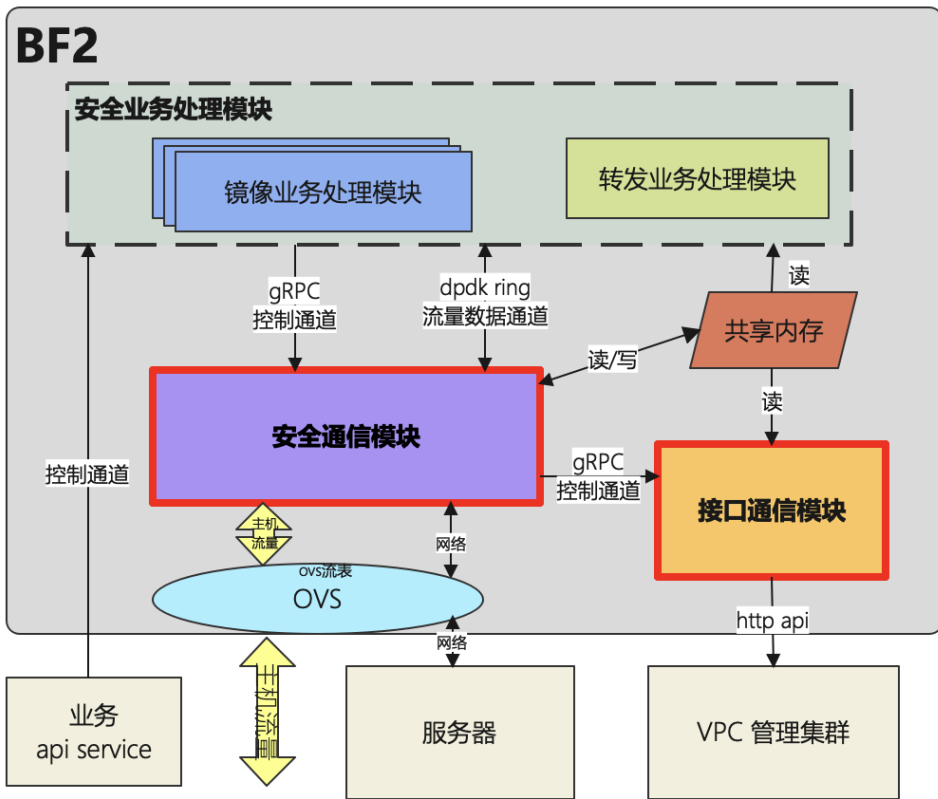 BF2
安全业务处理模块
镜像业务处理模块
转发业务处理模块
gRPC
控制通道
dpdk ring
流量数据通道
读
共享内存
读/写
读
安全通信模块
控制通道
gRPC
控制通道
接口通信模块
主机
流量
网络
ovs流表
OVS
http api
网络
主机流量
业务
api service
服务器
VPC 管理集群